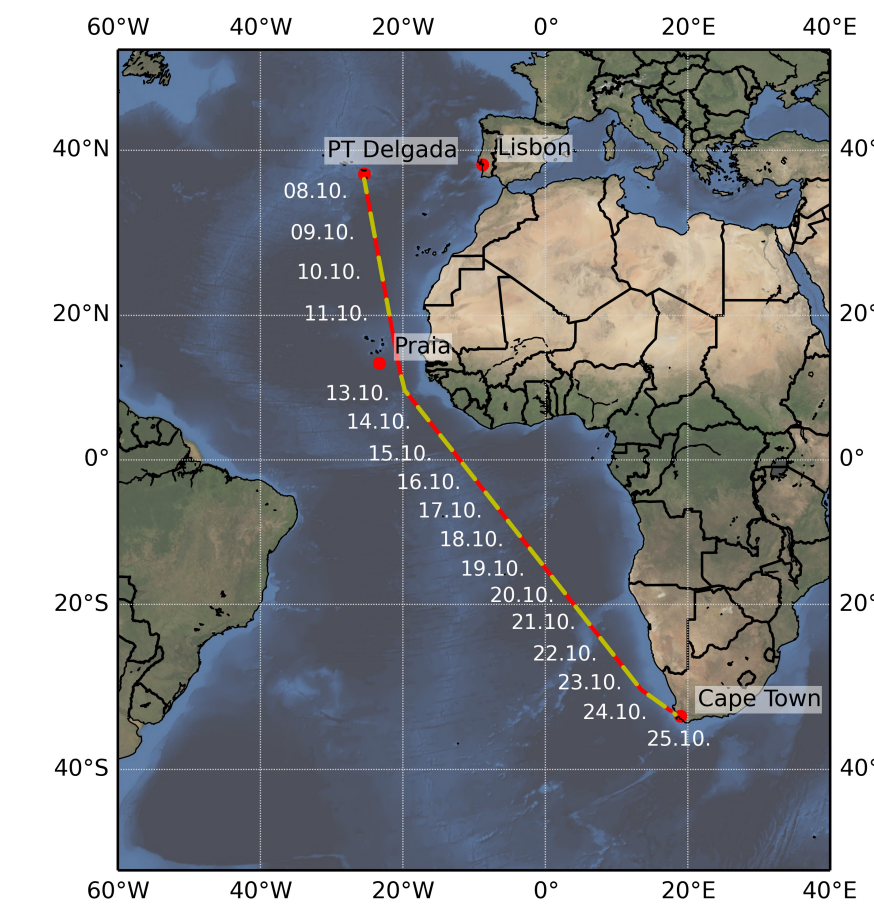 60°W 40°W 20°W 0° 20°E 40°E
40°N PT Delgada Lisbon 40°
08.10.
09.10.
10.10.
20°N 11.10. 20°
Praia
13.10.
14.10.
0° 15.10. 0°
16.10.
17.10.
18.10.
19.10.
20°S 20.10. 20°
21.10.
22.10.
23.10.
Cape Town
24.10.
25.10.
40°S 40°
60°W 40°W 20°W 0° 20°E 40°E